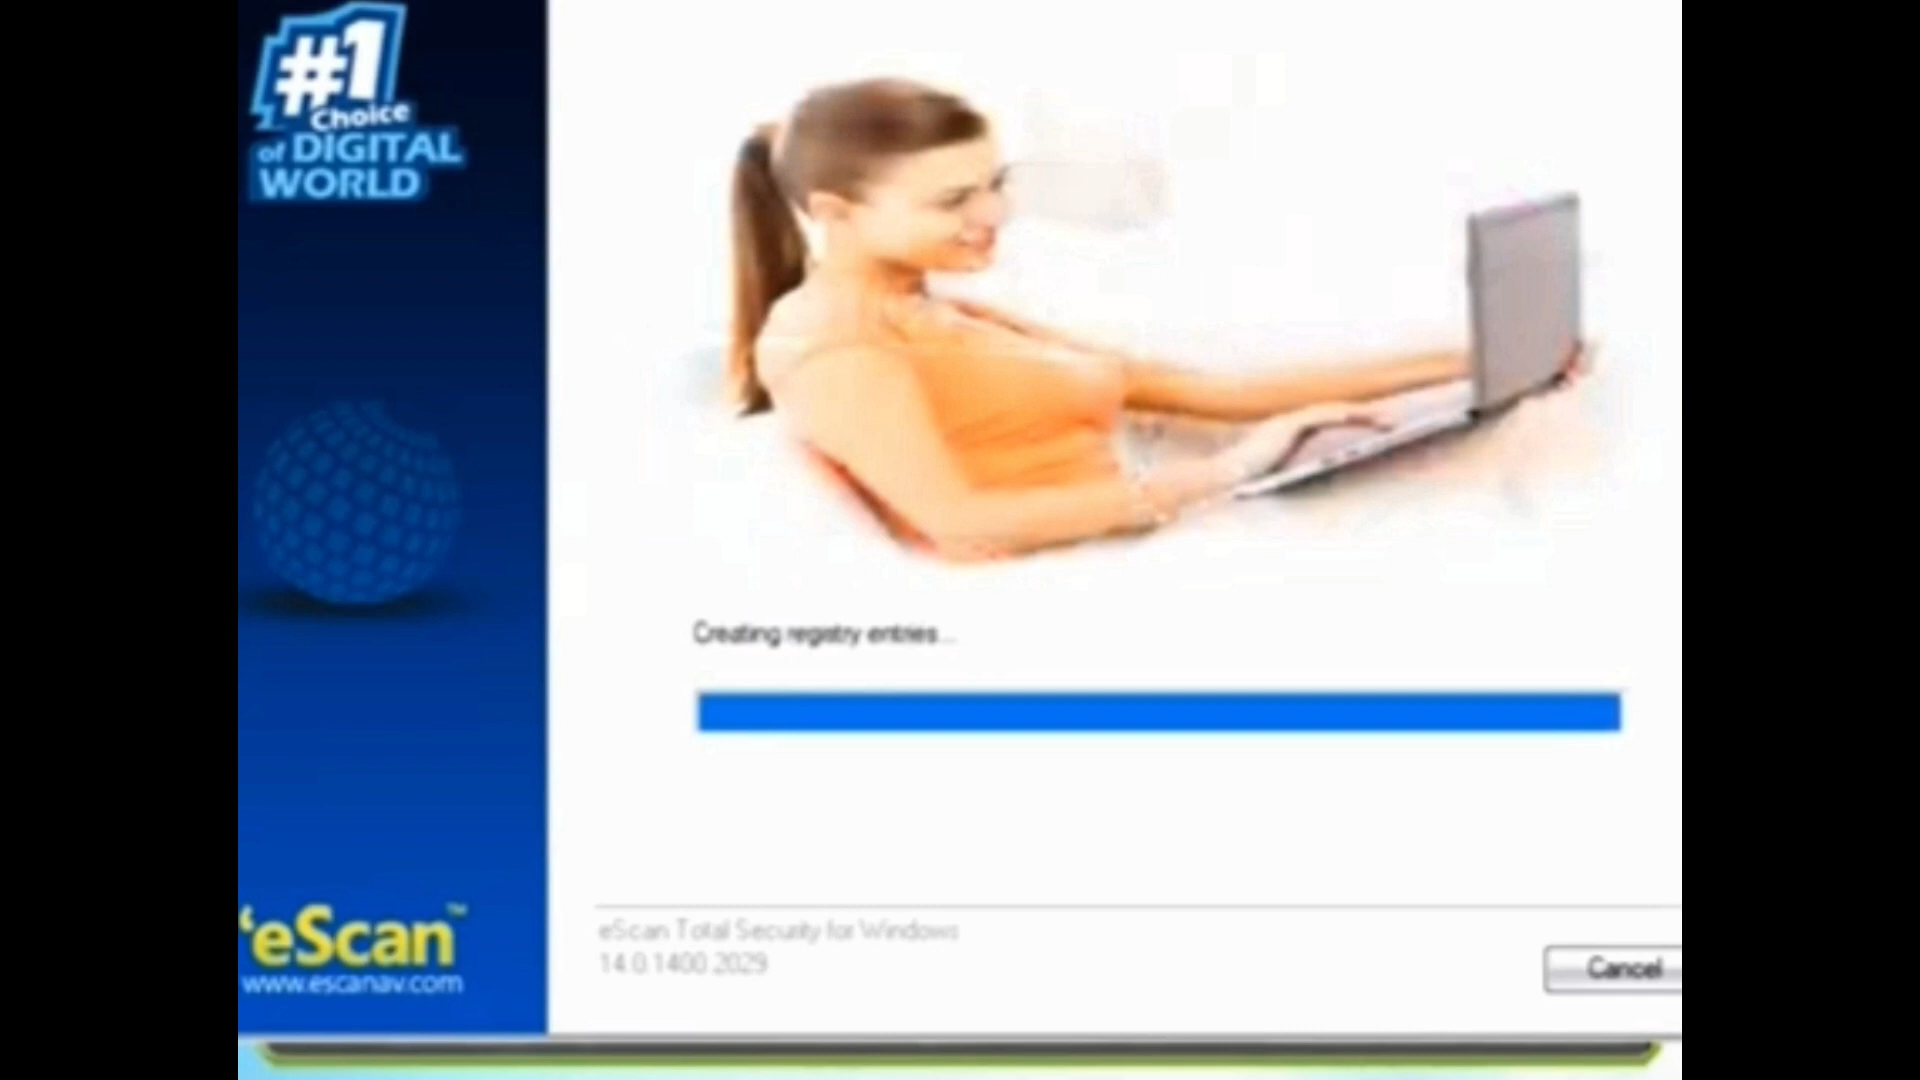 #1
Choice
of DIGITAL
WORLD
Creating registry entries...
eScan Total Security for Windows
14.0.1400.2029
Cancel
eScan™
www.escanav.com